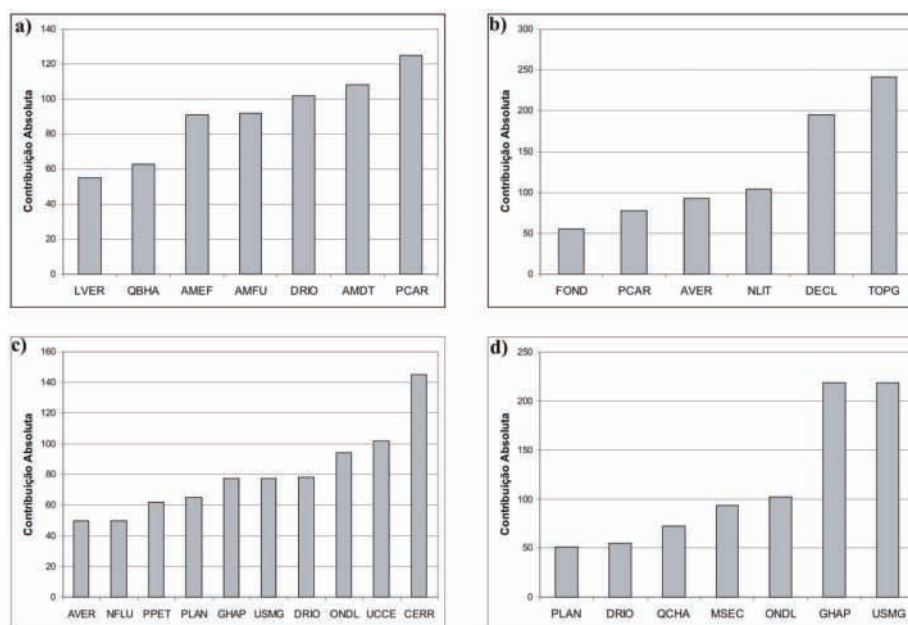 a)
Contribuição Absoluta
140
120
100
80
60
40
20
0
LVER QBHA AMEF AMFU DRIO AMDT PCAR
b)
Contribuição Absoluta
300
250
200
150
100
50
0
FOND PCAR AVER NLIT DECL TOPG
c)
Contribuição Absoluta
160
140
120
100
80
60
40
20
0
AVER NFLU PPET PLAN GHAP USMG DRIO ONDL UCCE CERR
d)
Contribuição Absoluta
250
200
150
100
50
0
PLAN DRIO QCHA MSEC ONDL GHAP USMG